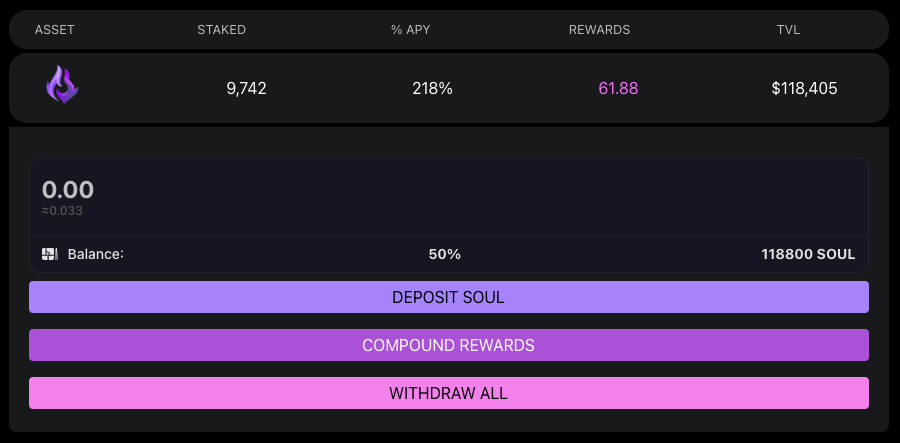 ASSET STAKED % APY REWARDS TVL
9,742 218% 61.88 $118,405
0.00
≈0.033
Balance: 50% 118800 SOUL
DEPOSIT SOUL
COMPOUND REWARDS
WITHDRAW ALL